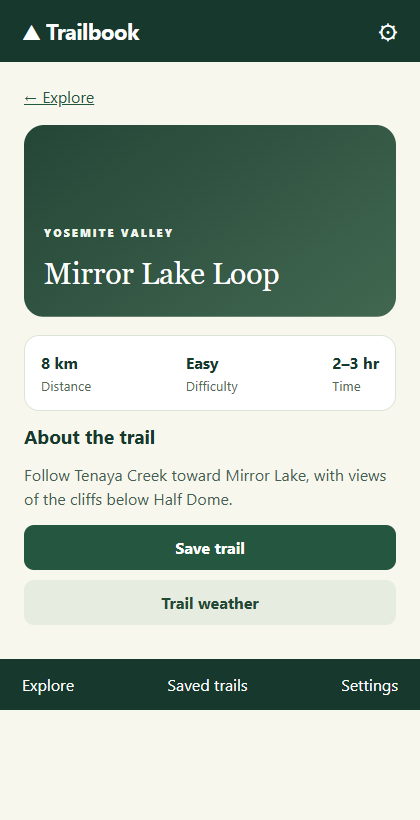 ▲ Trailbook
← Explore
YOSEMITE VALLEY
Mirror Lake Loop
8 km Easy 2–3 hr
Distance Difficulty Time
About the trail
Follow Tenaya Creek toward Mirror Lake, with views
of the cliffs below Half Dome.
Save trail
Trail weather
Explore Saved trails Settings